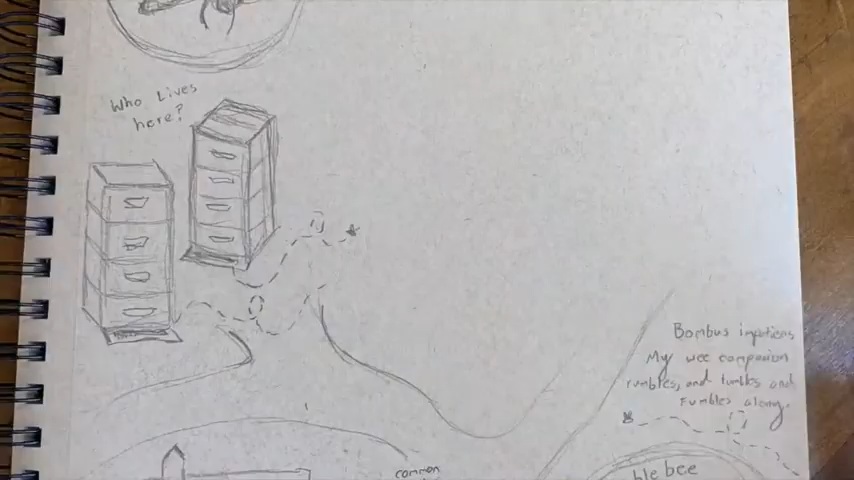 Who Lives
here?
Bombus impatiens,
My wee companion
rumbles, and tumbles and
Fumbles along.
common
ble bee